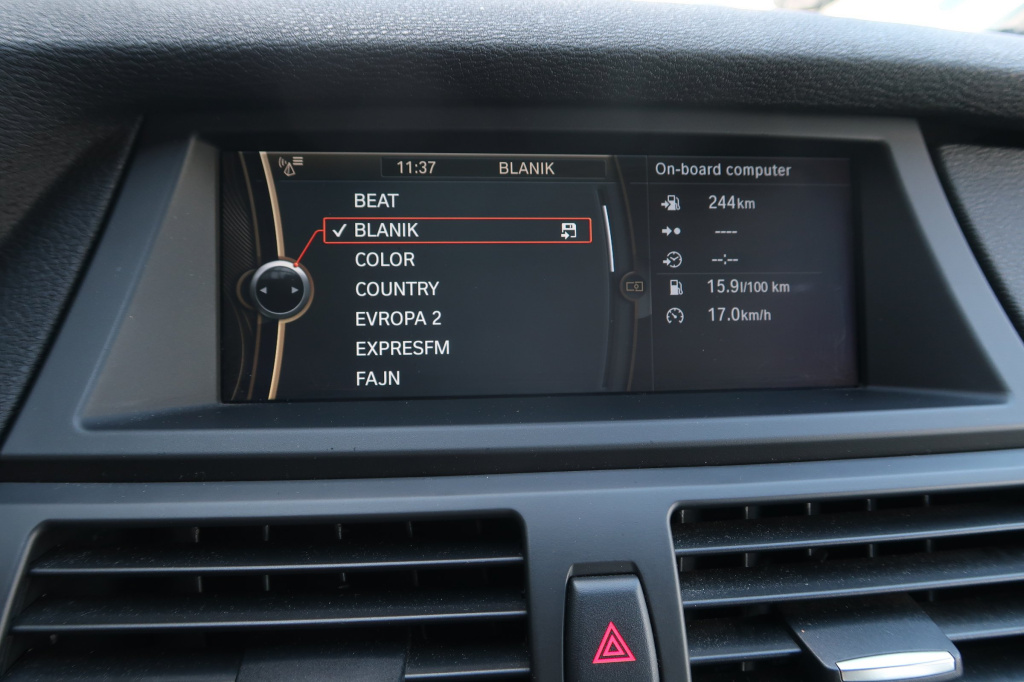 11:37 BLANIK
BEAT
BLANIK
COLOR
COUNTRY
EVROPA 2
EXPRESFM
FAJN
On-board computer
244km
----
--:--
15.9l/100 km
17.0km/h